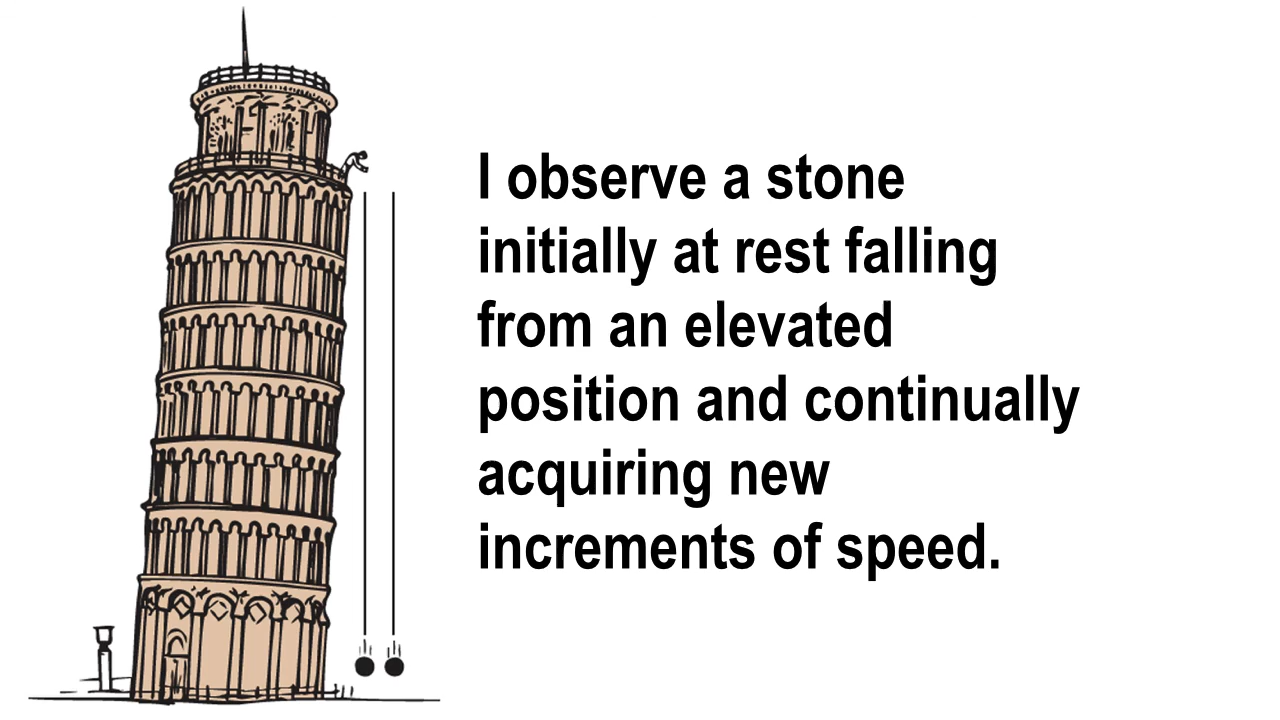 I observe a stone
initially at rest falling
from an elevated
position and continually
acquiring new
increments of speed.